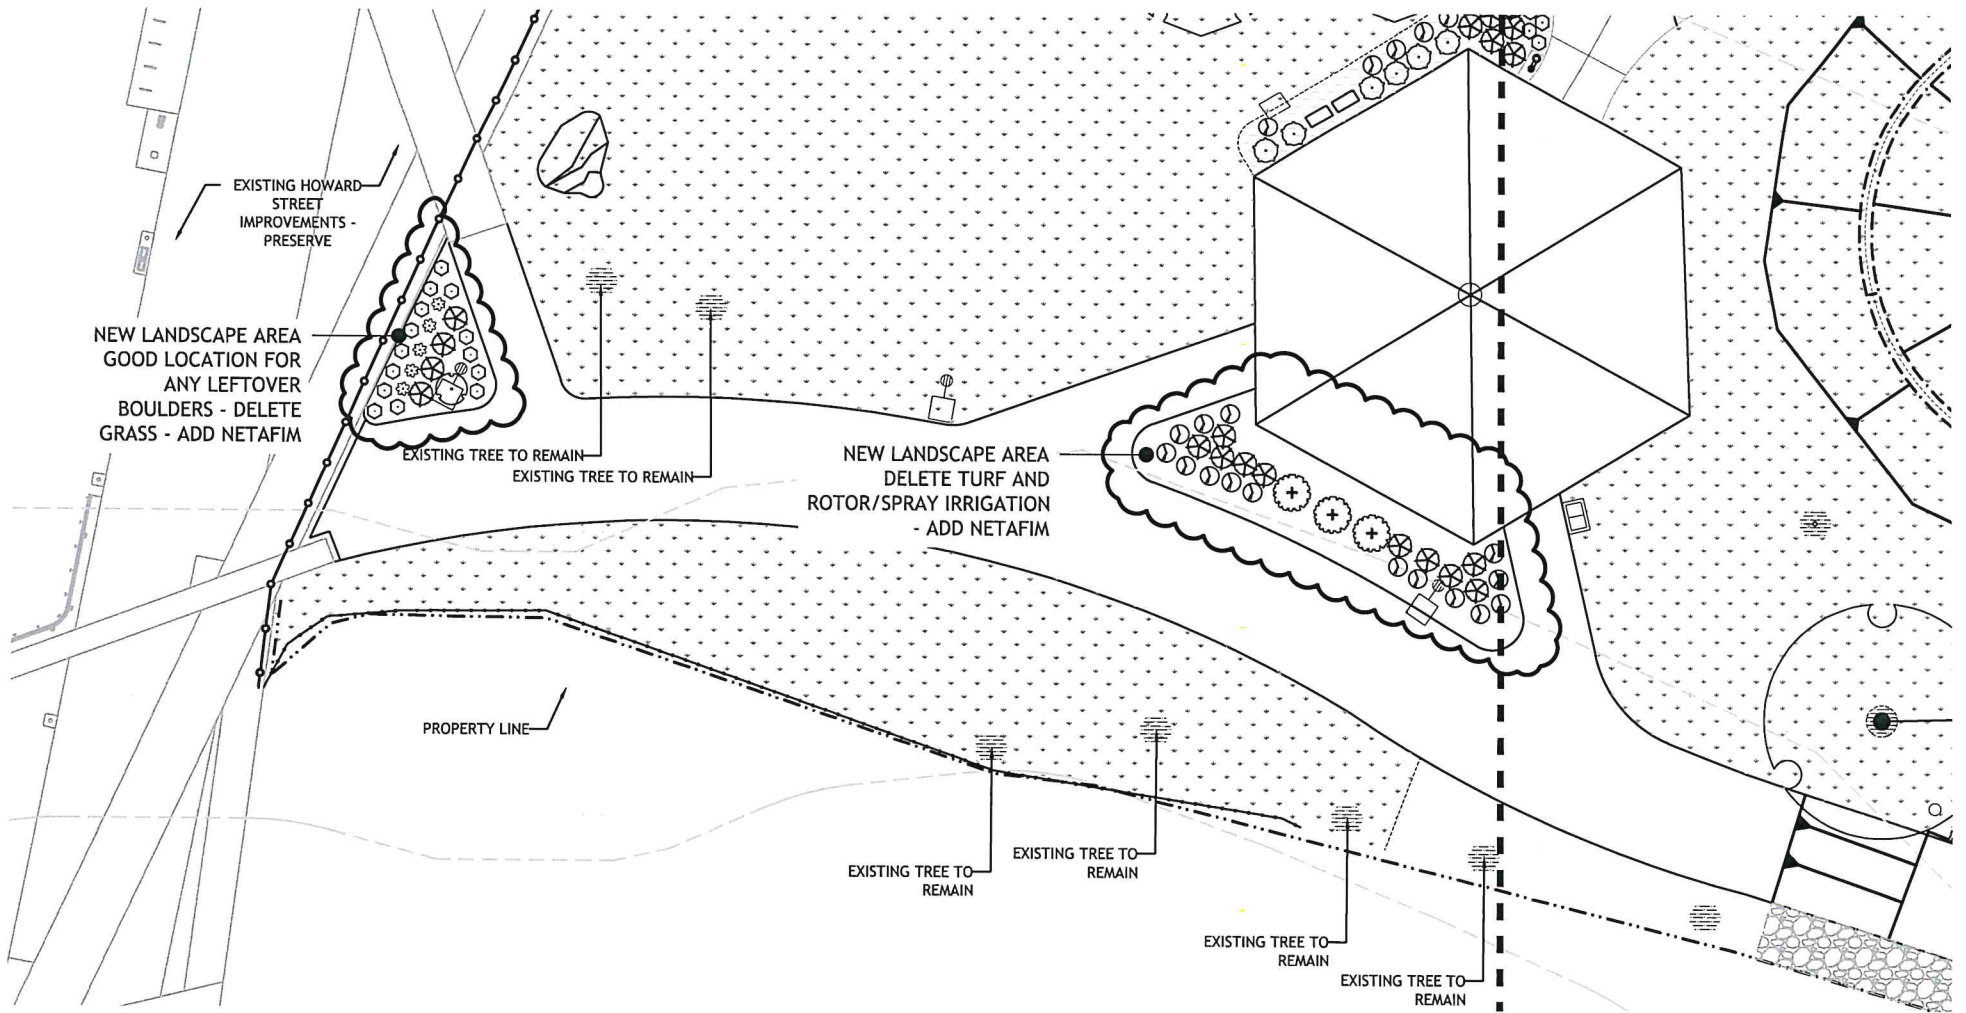 EXISTING HOWARD
STREET
IMPROVEMENTS -
PRESERVE
NEW LANDSCAPE AREA
GOOD LOCATION FOR
ANY LEFTOVER
BOULDERS - DELETE
GRASS - ADD NETAFIM
EXISTING TREE TO REMAIN
EXISTING TREE TO REMAIN
NEW LANDSCAPE AREA
DELETE TURF AND
ROTOR/SPRAY IRRIGATION
- ADD NETAFIM
PROPERTY LINE
EXISTING TREE TO
REMAIN
EXISTING TREE TO
REMAIN
EXISTING TREE TO
REMAIN
EXISTING TREE TO
REMAIN